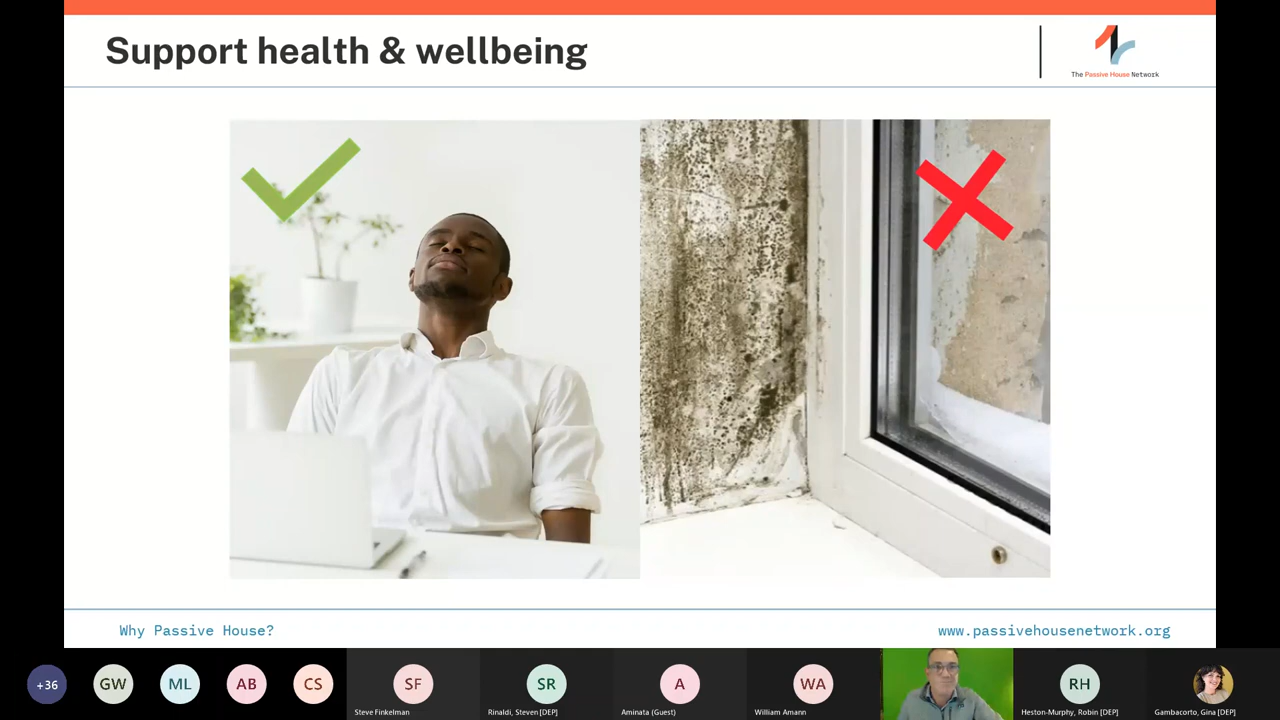 Support health & wellbeing
The Passive House Network
Why Passive House?
www.passivehousenetwork.org
+36
GW
ML
AB
CS
SF
SR
A
WA
RH
Steve Finkelman
Rinaldi, Steven [DEP]
Aminata (Guest)
William Amann
Heston-Murphy, Robin [DEP]
Gambacorto, Gina [DEP]